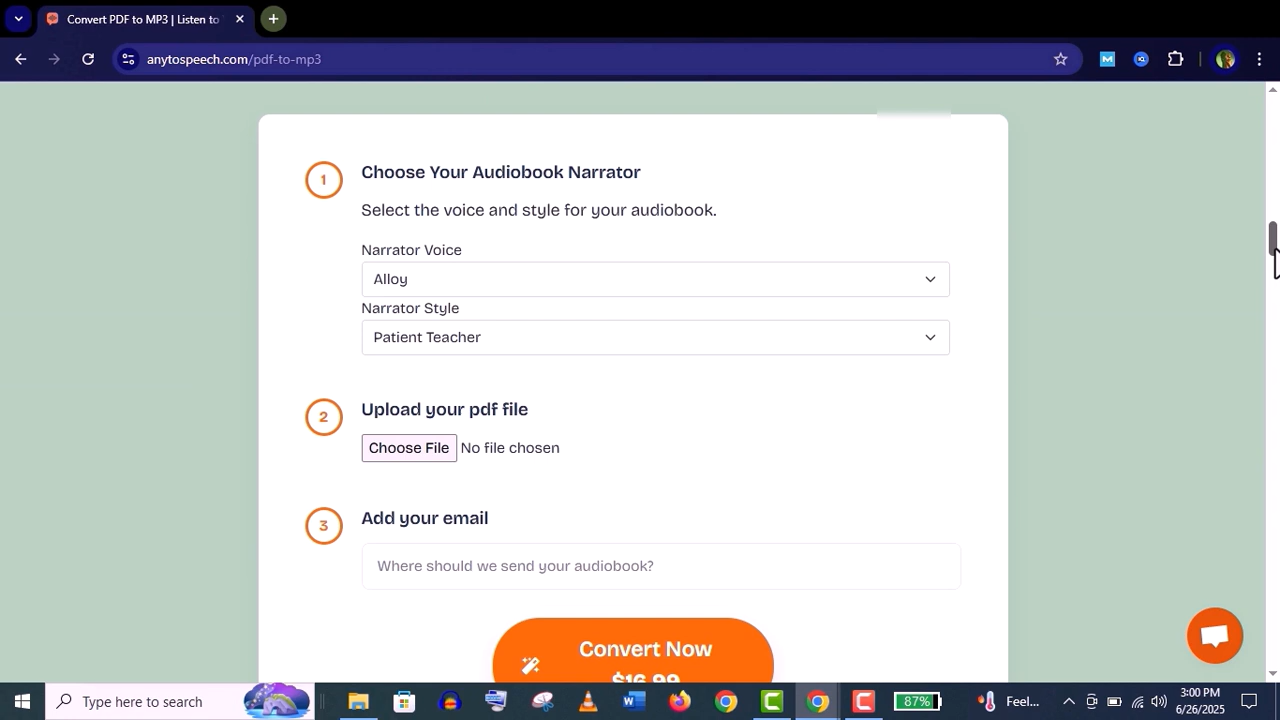 Convert PDF to MP3 | Listen to
anytospeech.com/pdf-to-mp3
1
Choose Your Audiobook Narrator
Select the voice and style for your audiobook.
Narrator Voice
Alloy
Narrator Style
Patient Teacher
2
Upload your pdf file
Choose File No file chosen
3
Add your email
Where should we send your audiobook?
Convert Now
$16.99
Type here to search
87%
Feel...
3:00 PM
6/26/2025